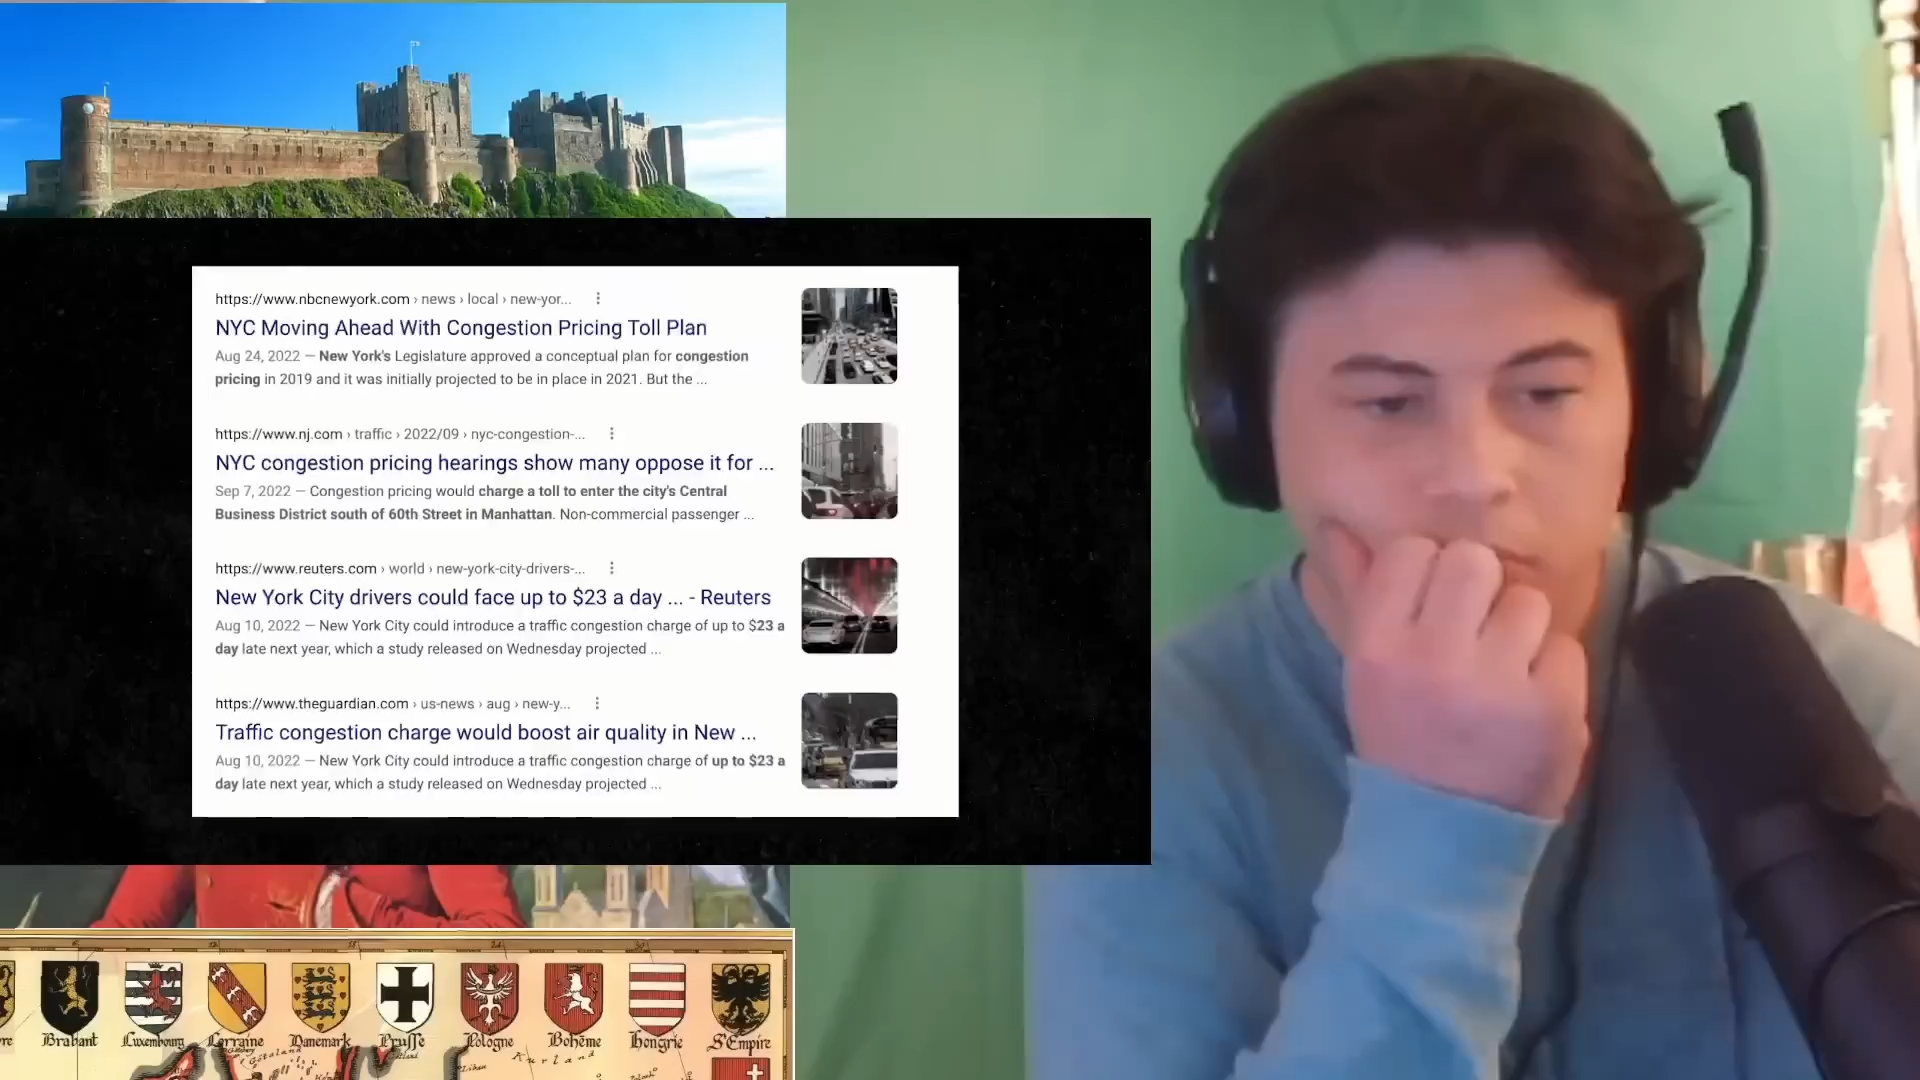 https://www.nbcnewyork.com › news › local › new-yor...
NYC Moving Ahead With Congestion Pricing Toll Plan
Aug 24, 2022 — New York's Legislature approved a conceptual plan for congestion
pricing in 2019 and it was initially projected to be in place in 2021. But the ...
https://www.nj.com › traffic › 2022/09 › nyc-congestion-...
NYC congestion pricing hearings show many oppose it for ...
Sep 7, 2022 — Congestion pricing would charge a toll to enter the city's Central
Business District south of 60th Street in Manhattan. Non-commercial passenger ...
https://www.reuters.com › world › new-york-city-drivers-...
New York City drivers could face up to $23 a day ... - Reuters
Aug 10, 2022 — New York City could introduce a traffic congestion charge of up to $23 a
day late next year, which a study released on Wednesday projected ...
https://www.theguardian.com › us-news › aug › new-y...
Traffic congestion charge would boost air quality in New ...
Aug 10, 2022 — New York City could introduce a traffic congestion charge of up to $23 a
day late next year, which a study released on Wednesday projected ...
Brabant Luxembourg Lorraine Danemark Prusse Pologne Bohême Hongrie St Empire
Götaland
Kurland